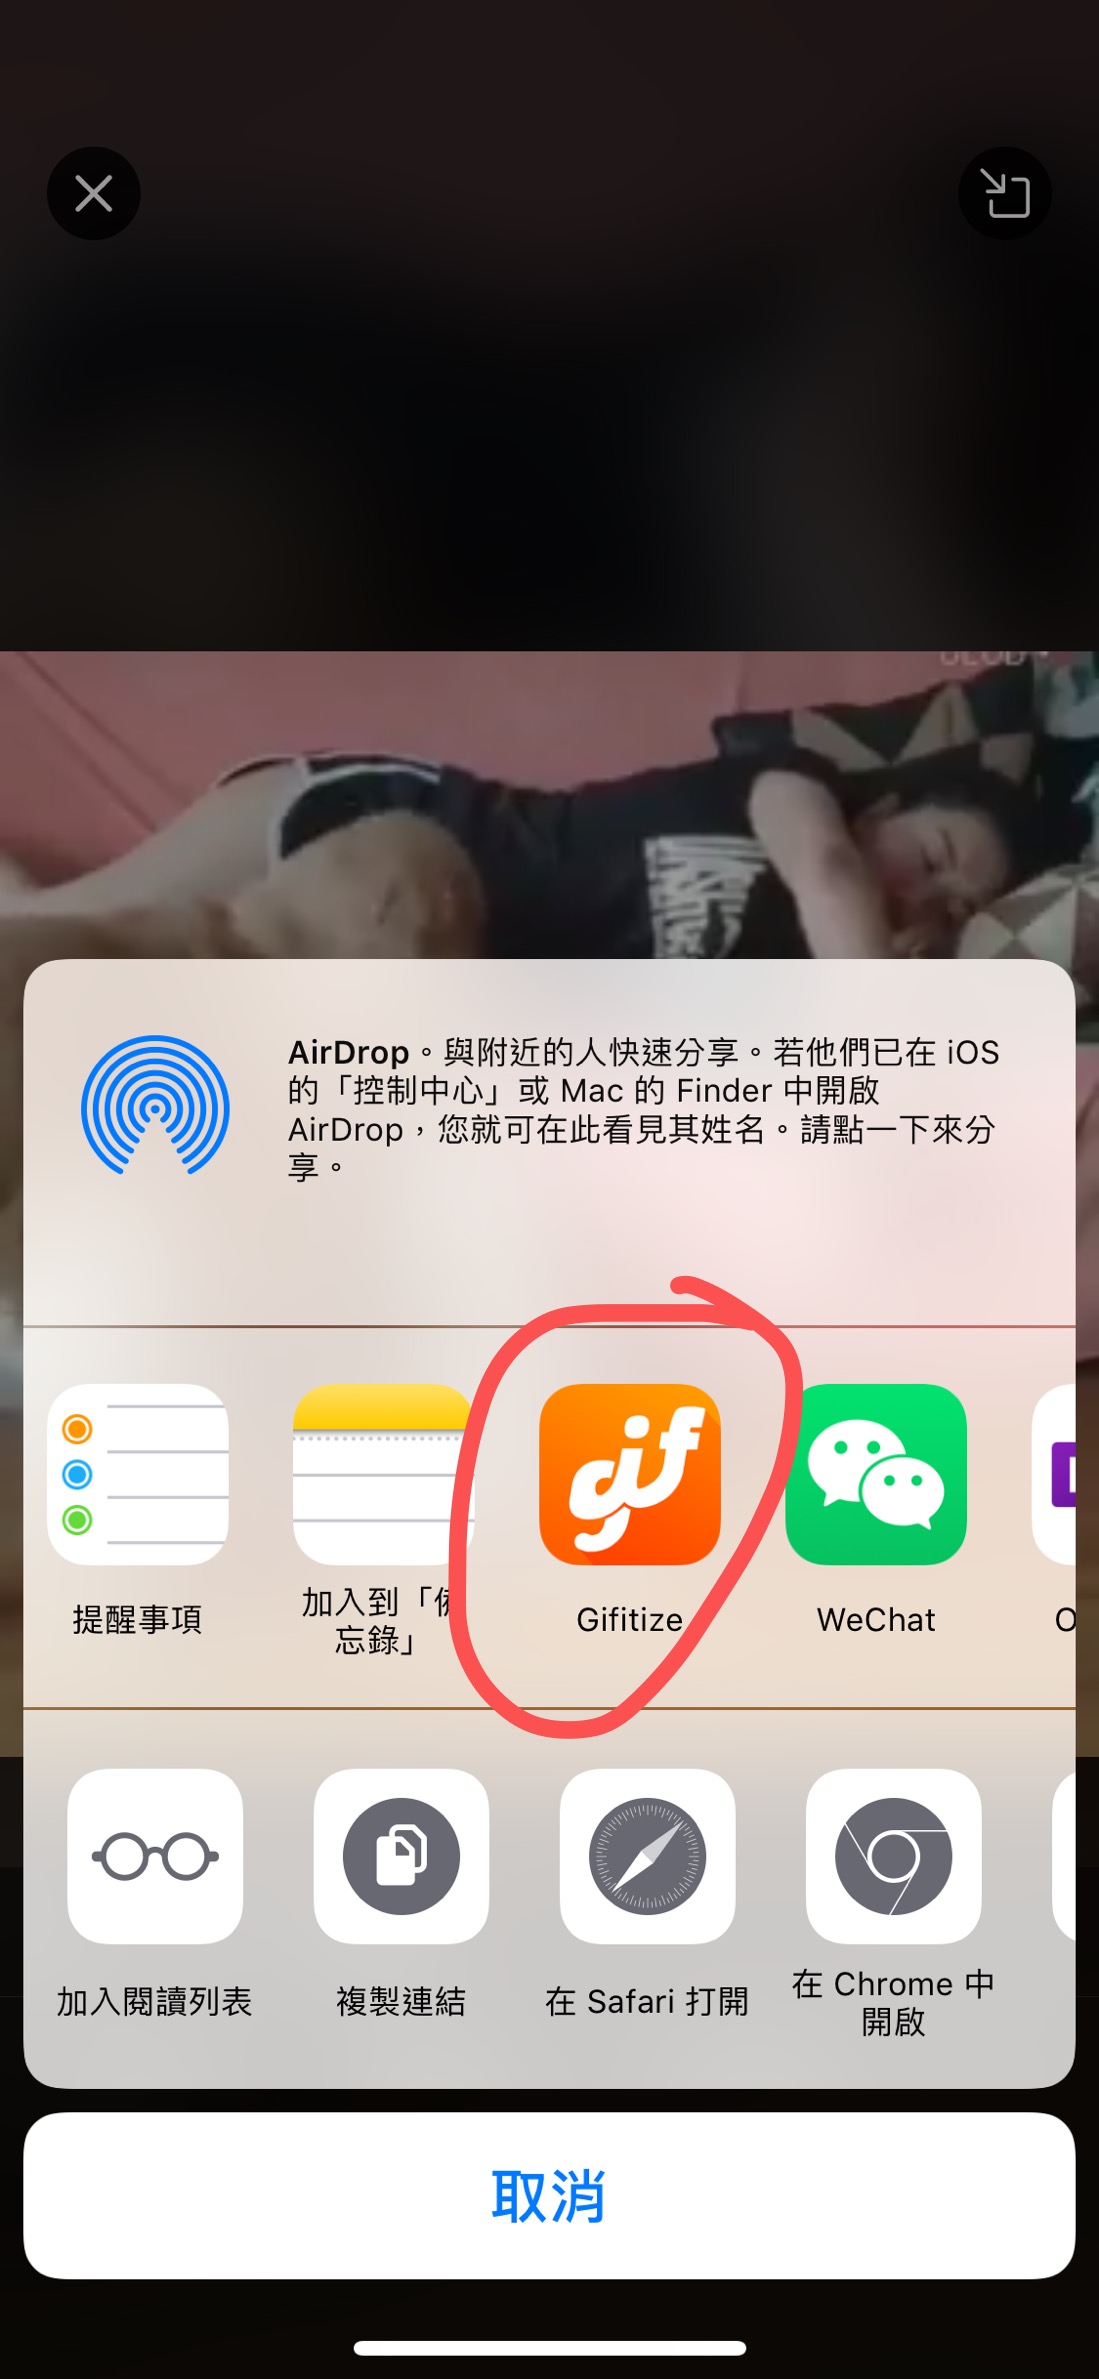 AirDrop。與附近的人快速分享。若他們已在 iOS
的「控制中心」或 Mac 的 Finder 中開啟
AirDrop，您就可在此看見其姓名。請點一下來分
享。
gif
提醒事項
加入到「備
忘錄」
Gifitize
WeChat
O
加入閱讀列表
複製連結
在 Safari 打開
在 Chrome 中
開啟
取消